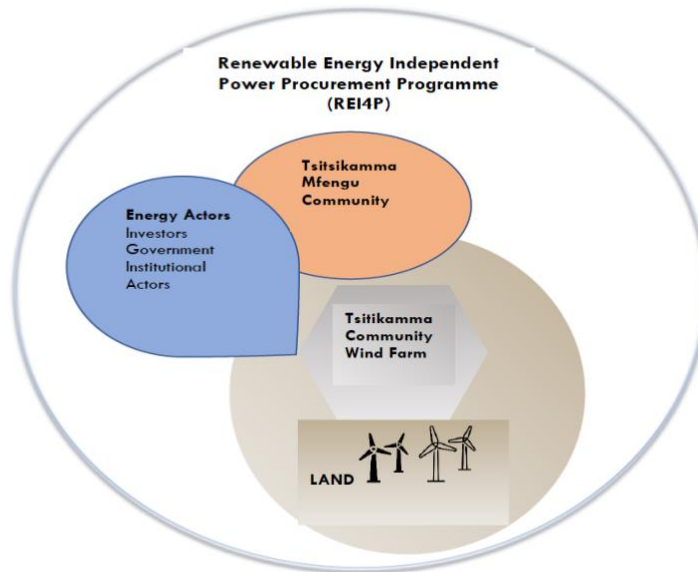 Renewable Energy Independent
Power Procurement Programme
(REI4P)
Tsitsikamma
Mfengu
Community
Energy Actors
Investors
Government
Institutional
Actors
Tsitikamma
Community
Wind Farm
LAND